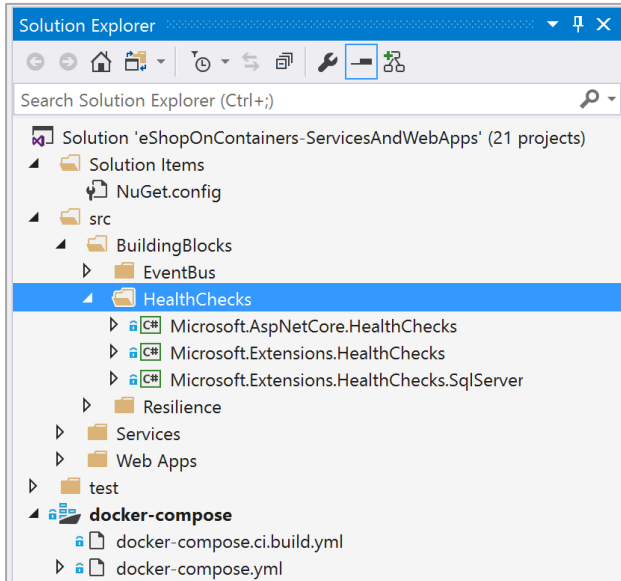 Solution Explorer
Search Solution Explorer (Ctrl+;)
Solution 'eShopOnContainers-ServicesAndWebApps' (21 projects)
Solution Items
NuGet.config
src
BuildingBlocks
EventBus
HealthChecks
C# Microsoft.AspNetCore.HealthChecks
C# Microsoft.Extensions.HealthChecks
C# Microsoft.Extensions.HealthChecks.SqlServer
Resilience
Services
Web Apps
test
docker-compose
docker-compose.ci.build.yml
docker-compose.yml